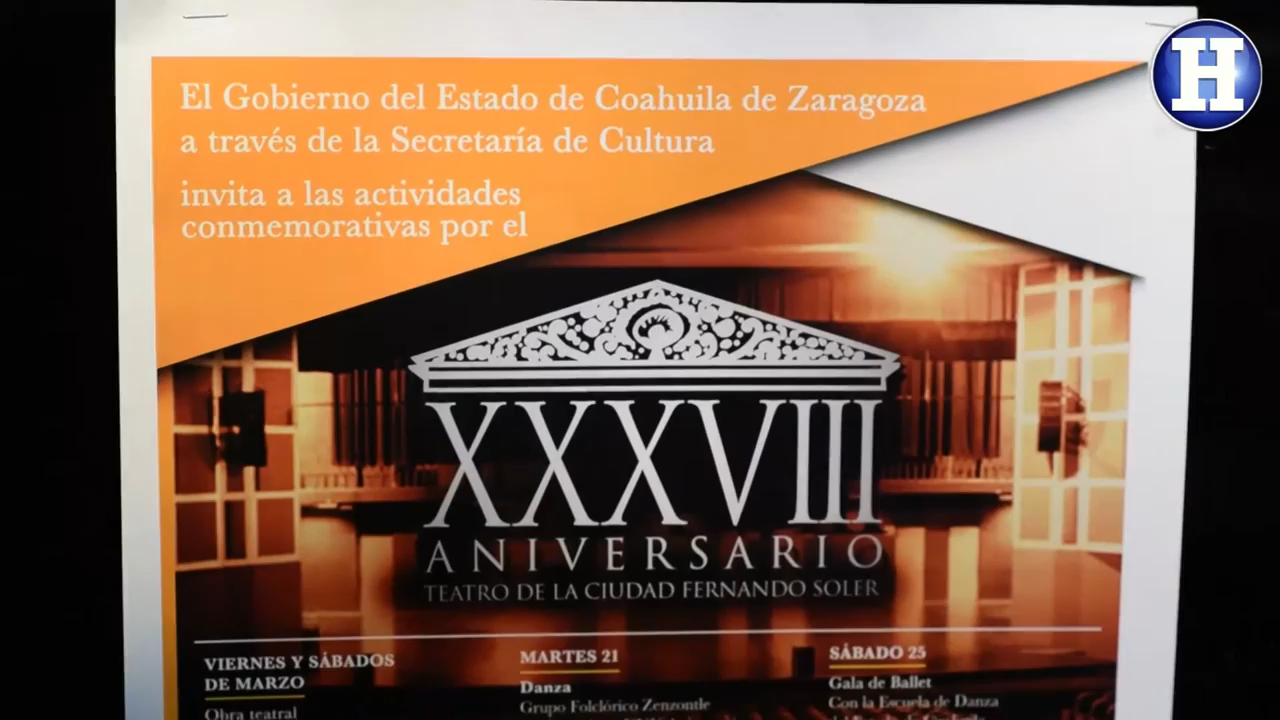 El Gobierno del Estado de Coahuila de Zaragoza
a través de la Secretaría de Cultura
invita a las actividades
conmemorativas por el
H
XXXVIII
ANIVERSARIO
TEATRO DE LA CIUDAD FERNANDO SOLER
VIERNES Y SÁBADOS
DE MARZO
Obra teatral
MARTES 21
Danza
Grupo Folclórico Zenzontle
SÁBADO 25
Gala de Ballet
Con la Escuela de Danza